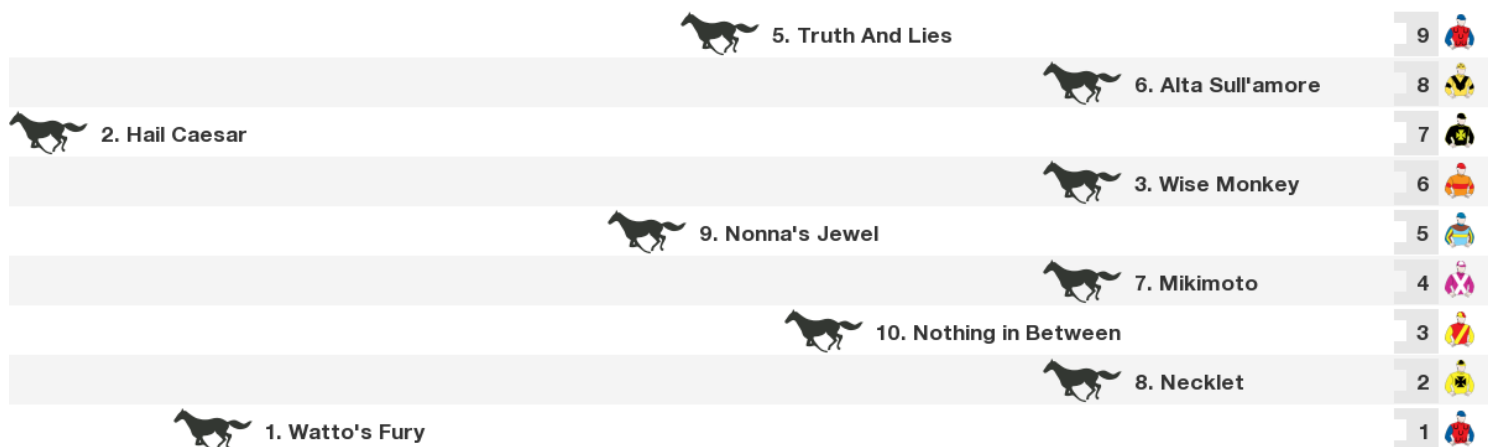 5. Truth And Lies 9
6. Alta Sull'amore 8
2. Hail Caesar 7
3. Wise Monkey 6
9. Nonna's Jewel 5
7. Mikimoto 4
10. Nothing in Between 3
8. Necklet 2
1. Watto's Fury 1